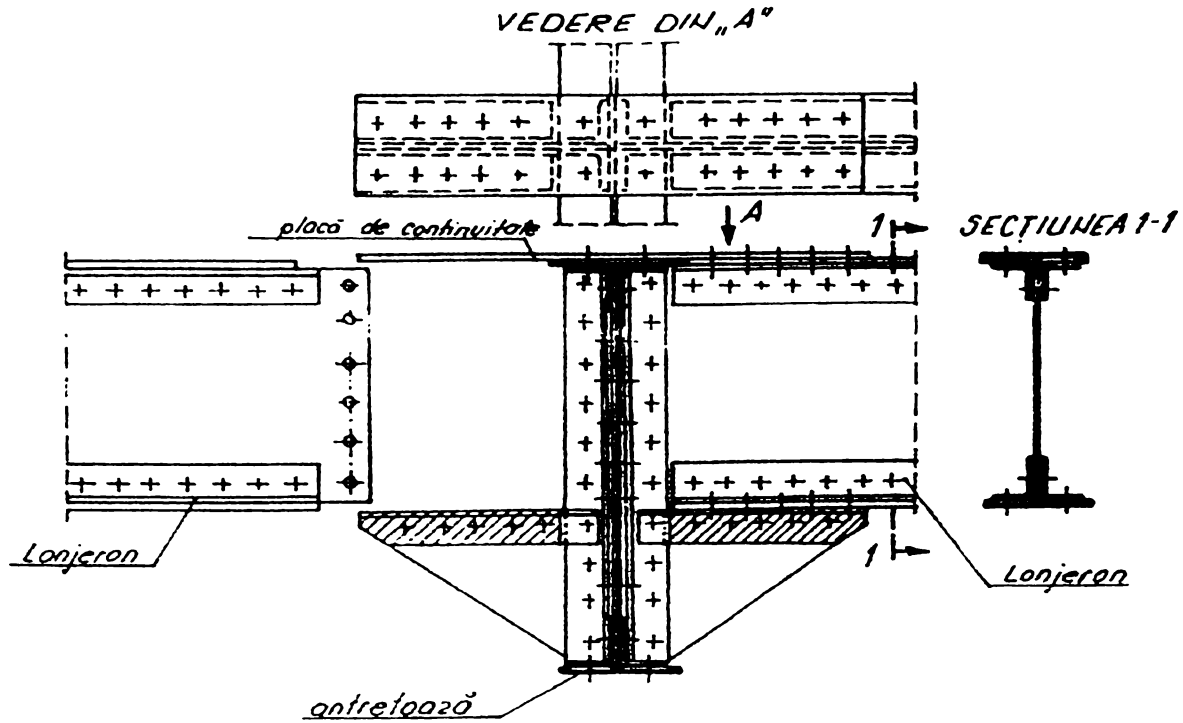 VEDERE DIN „A"
A
placă de continuitate
1
SECȚIUNEA 1-1
Lonjeron
1
Lonjeron
antretoază